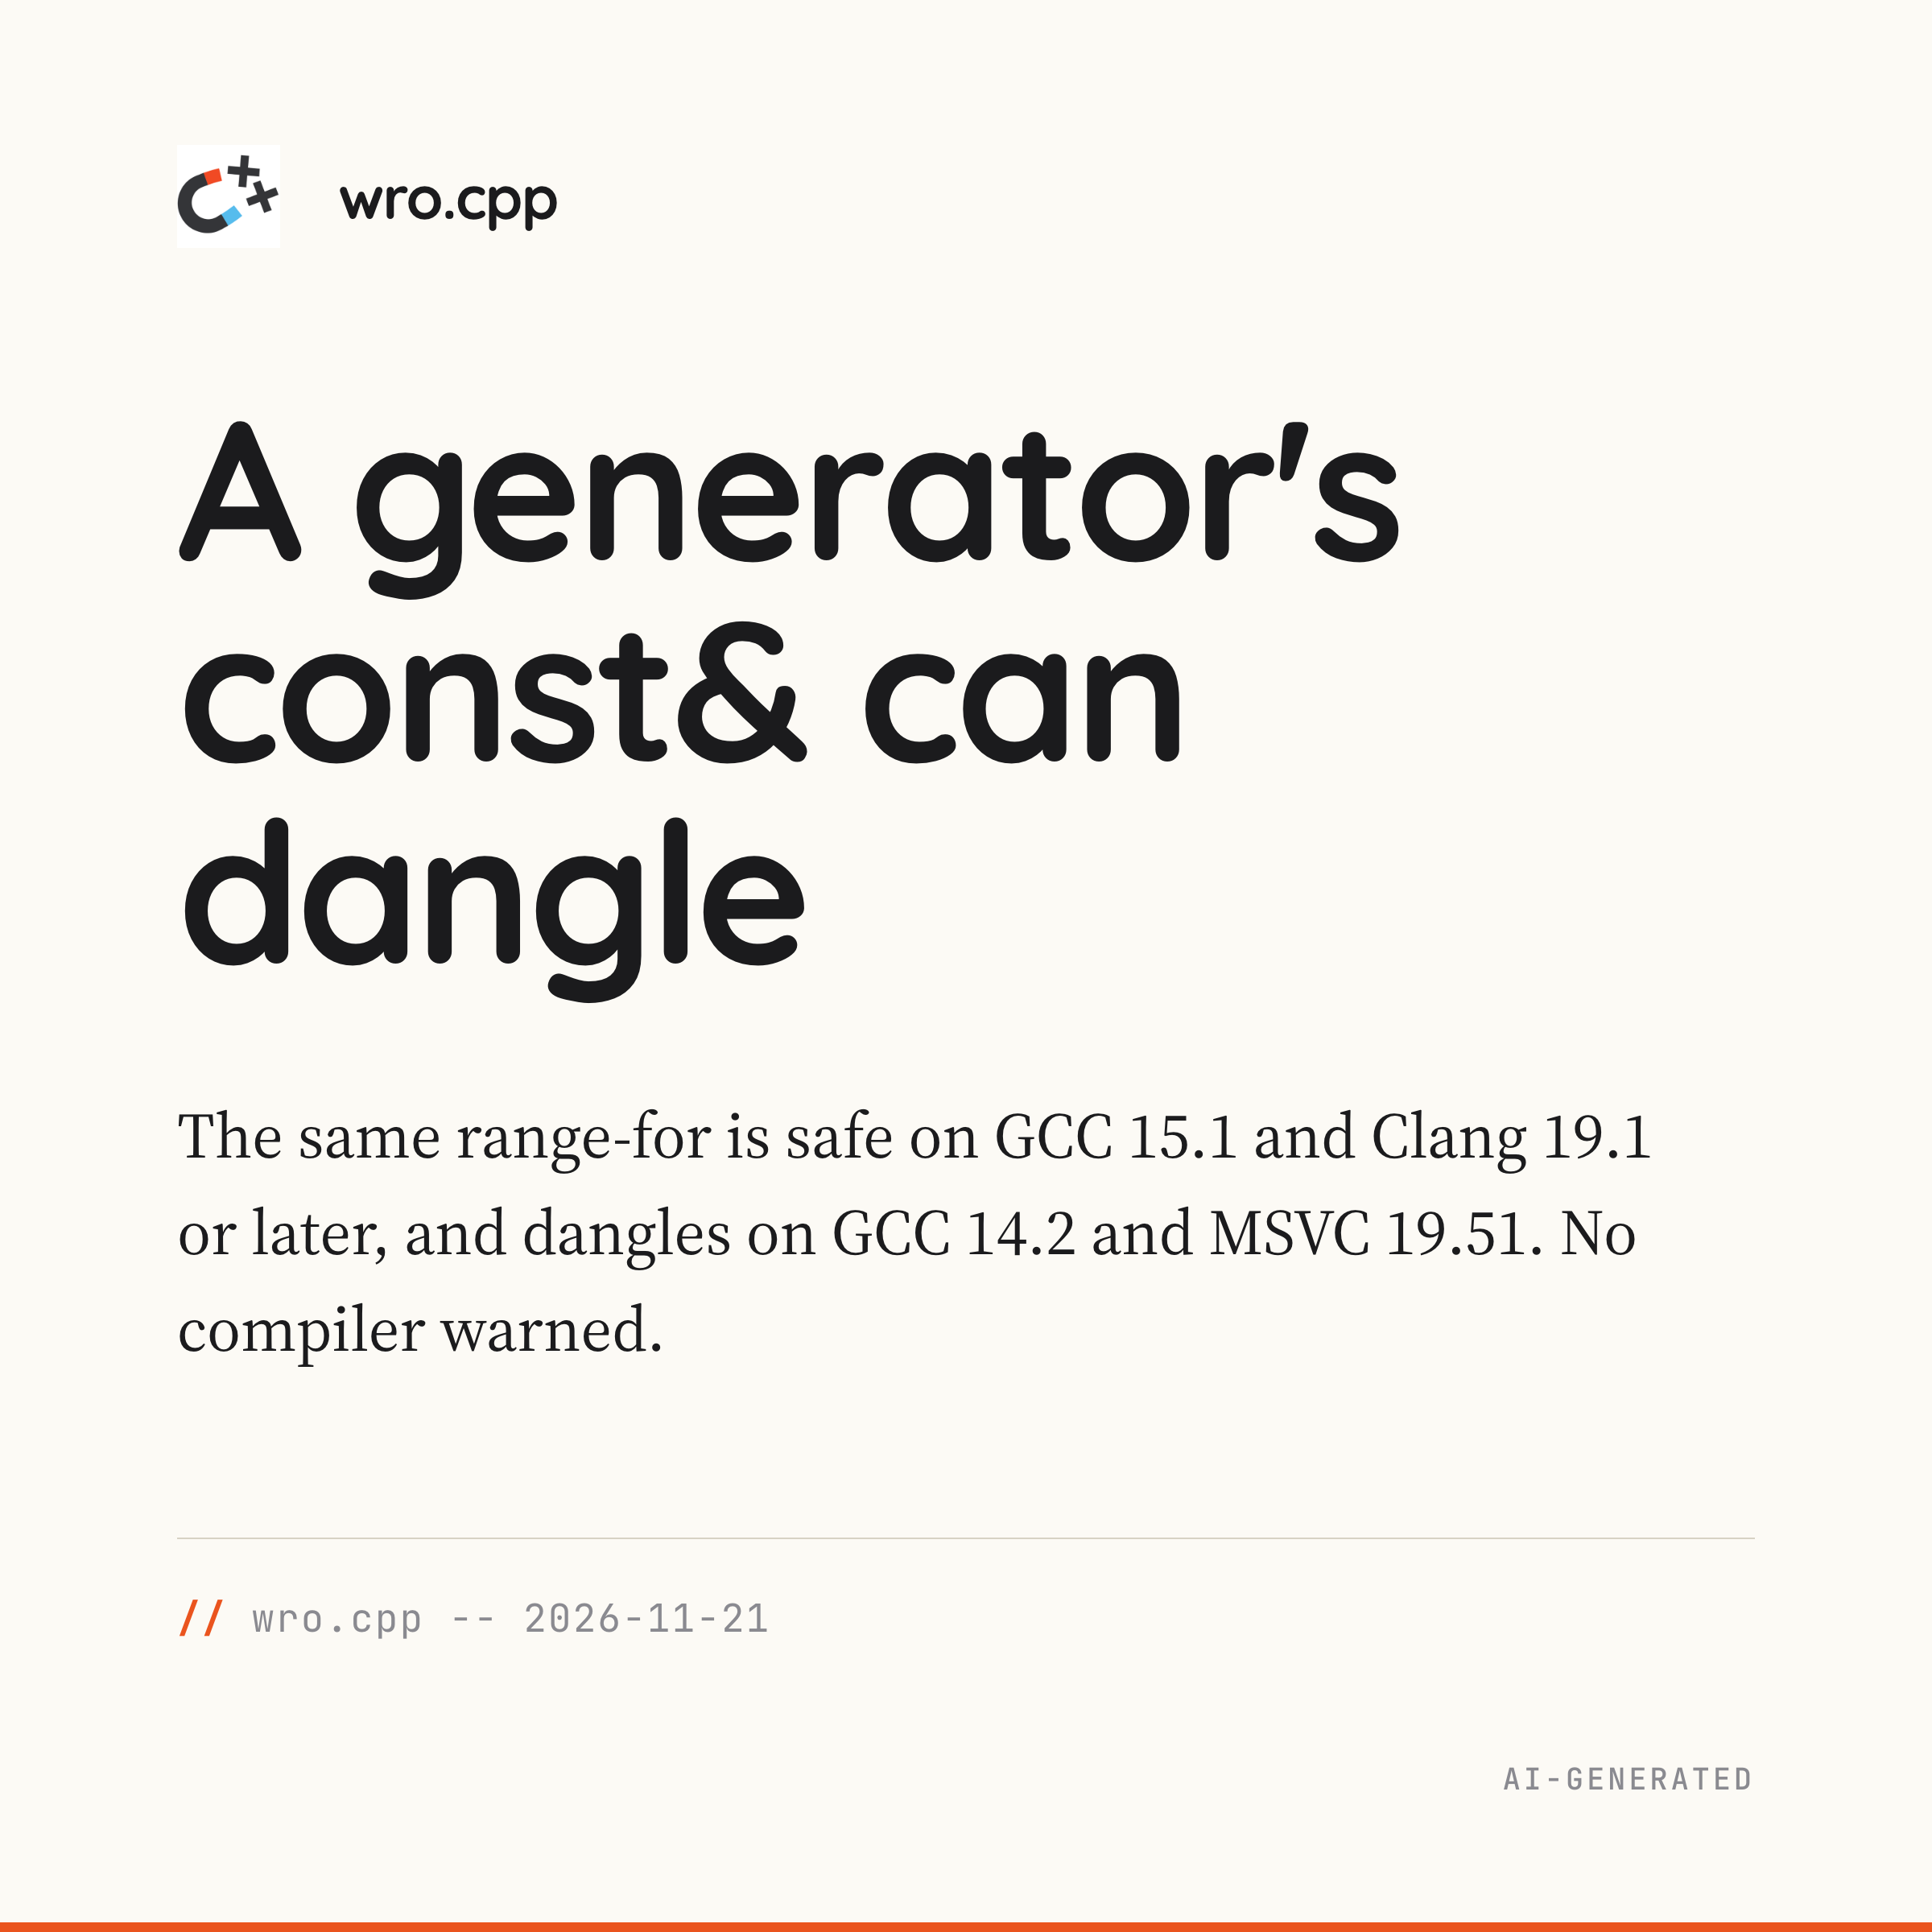 wro.cpp
A generator's
const& can
dangle
The same range-for is safe on GCC 15.1 and Clang 19.1
or later, and dangles on GCC 14.2 and MSVC 19.51. No
compiler warned.
// wro.cpp -- 2026-11-21
AI-GENERATED